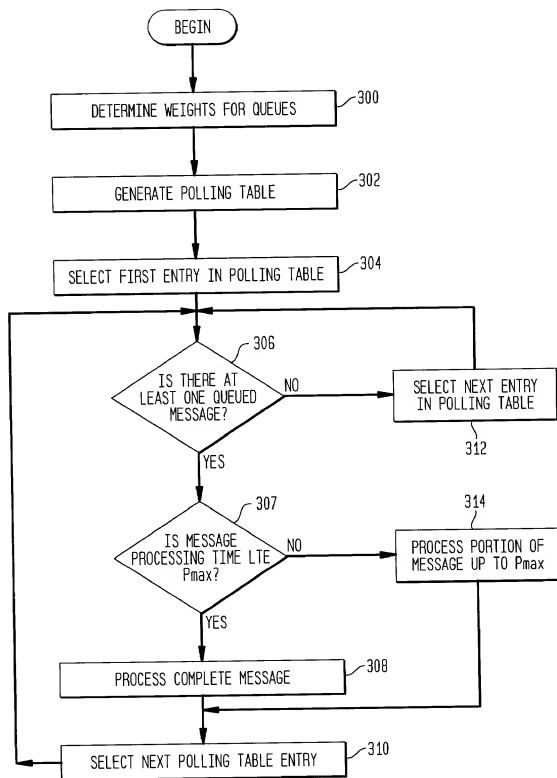 BEGIN
DETERMINE WEIGHTS FOR QUEUES
300
GENERATE POLLING TABLE
302
SELECT FIRST ENTRY IN POLLING TABLE
304
306
IS THERE AT
LEAST ONE QUEUED
MESSAGE?
NO
SELECT NEXT ENTRY
IN POLLING TABLE
312
YES
307
IS MESSAGE
PROCESSING TIME LTE
Pmax?
NO
314
PROCESS PORTION OF
MESSAGE UP TO Pmax
YES
PROCESS COMPLETE MESSAGE
308
SELECT NEXT POLLING TABLE ENTRY
310